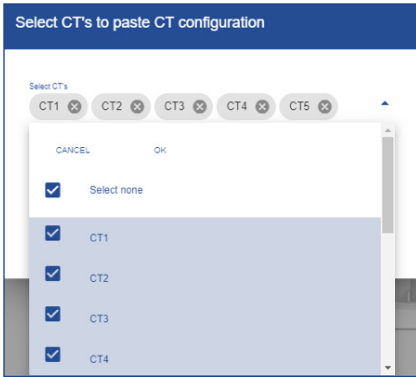 Select CT's to paste CT configuration
Select CT's
CT1 CT2 CT3 CT4 CT5
CANCEL OK
Select none
CT1
CT2
CT3
CT4